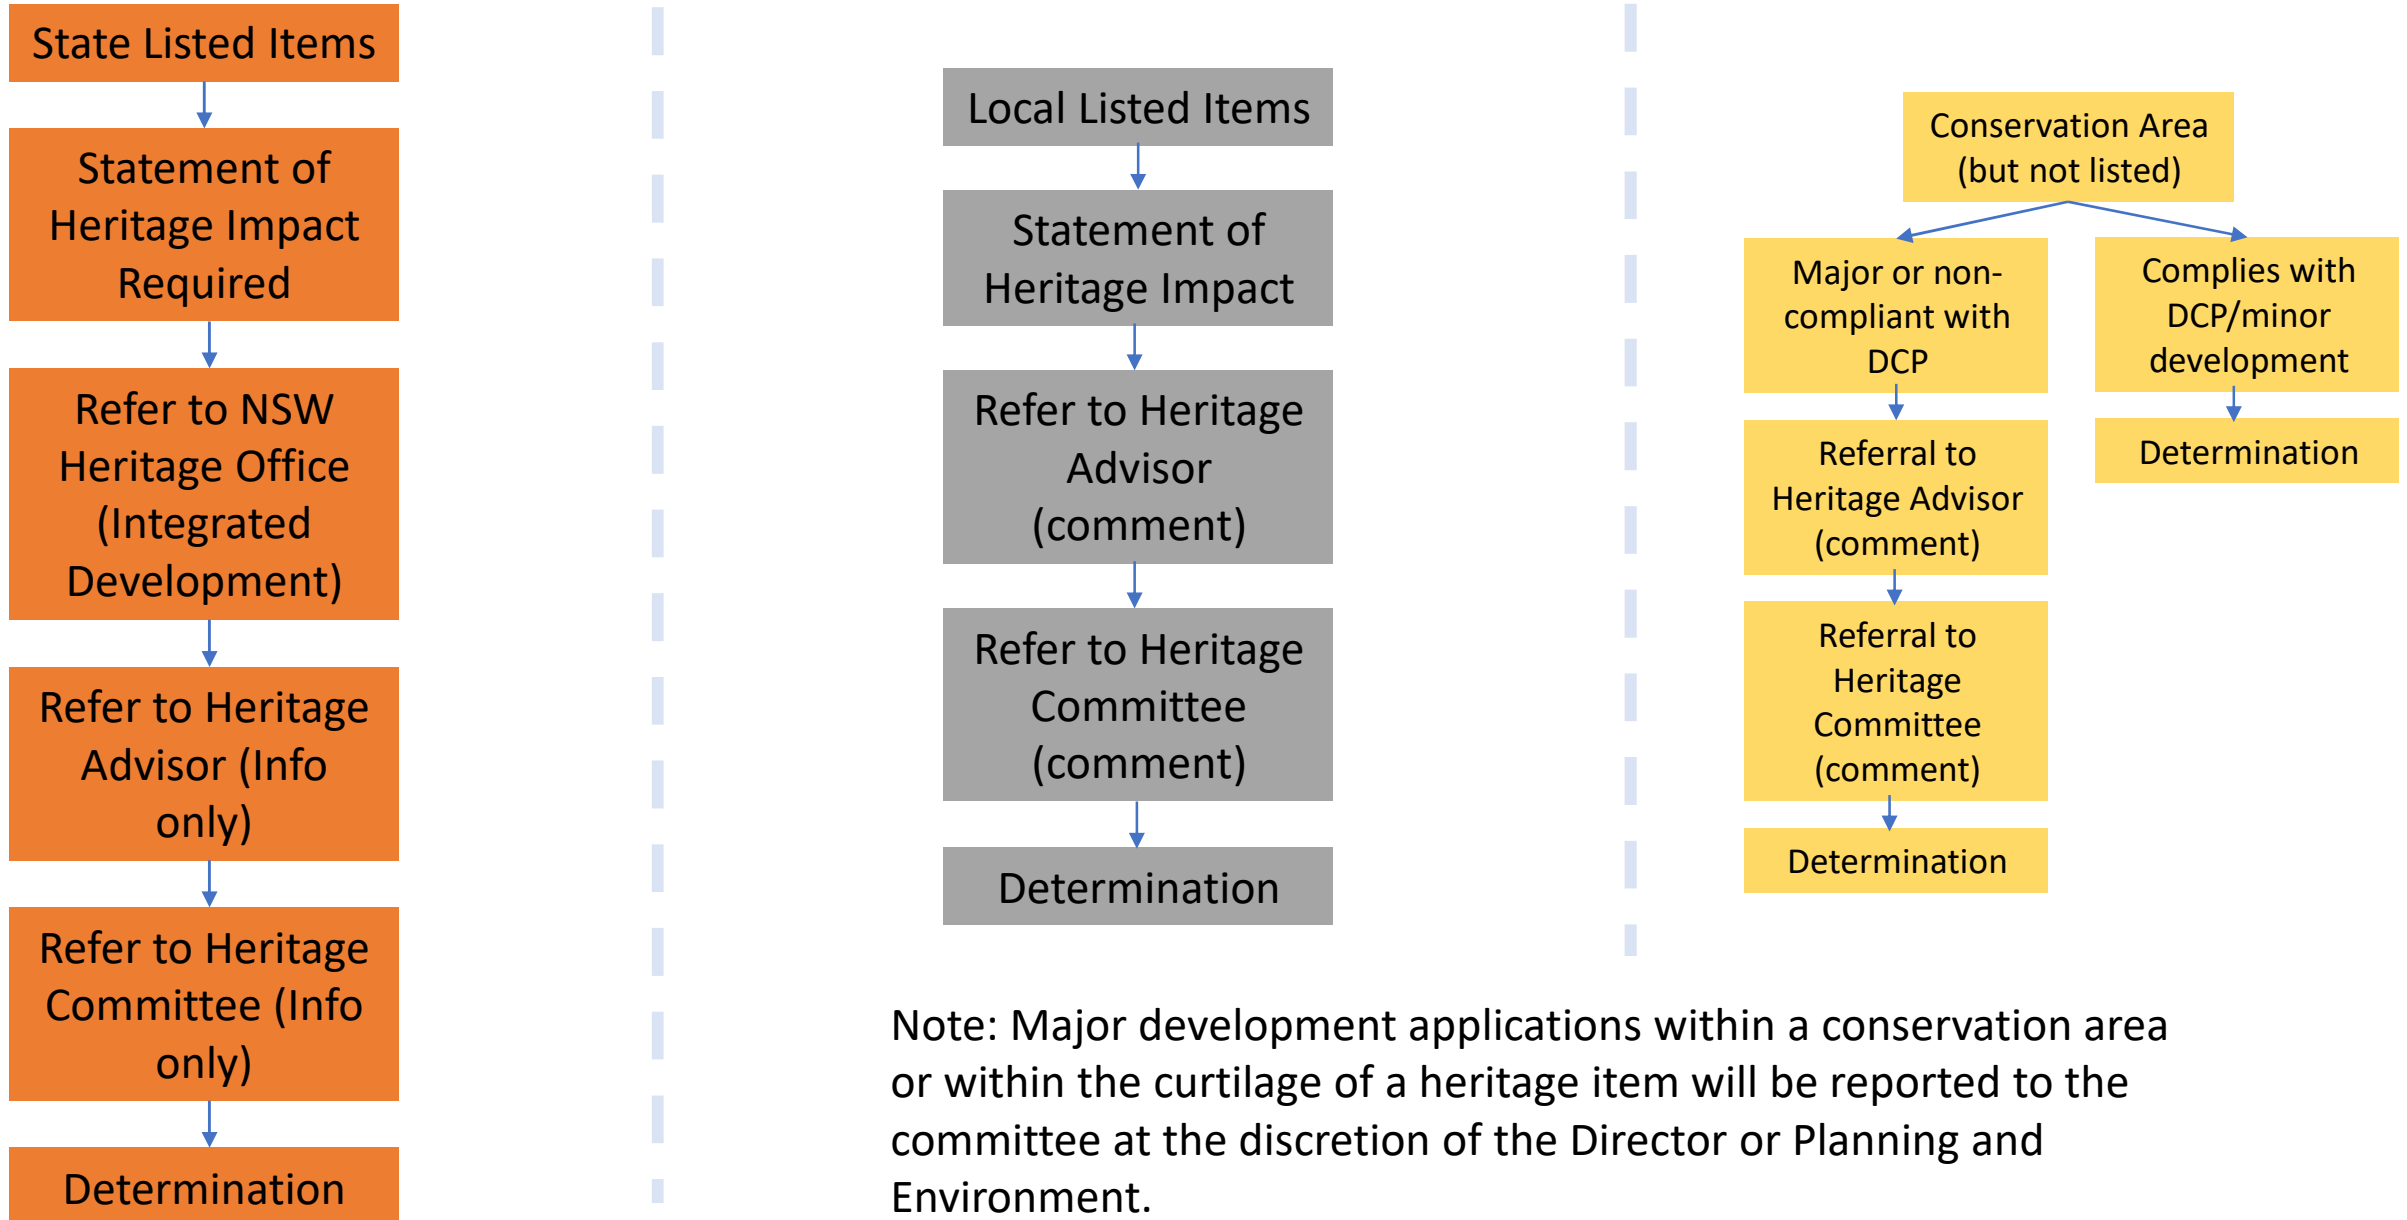 State Listed Items
Statement of
Heritage Impact
Required
Refer to NSW
Heritage Office
(Integrated
Development)
Refer to Heritage
Advisor (Info
only)
Refer to Heritage
Committee (Info
only)
Determination
Local Listed Items
Statement of
Heritage Impact
Refer to Heritage
Advisor
(comment)
Refer to Heritage
Committee
(comment)
Determination
Conservation Area
(but not listed)
Major or non-
compliant with
DCP
Referral to
Heritage Advisor
(comment)
Referral to
Heritage
Committee
(comment)
Determination
Complies with
DCP/minor
development
Determination
Note: Major development applications within a conservation area
or within the curtilage of a heritage item will be reported to the
committee at the discretion of the Director or Planning and
Environment.